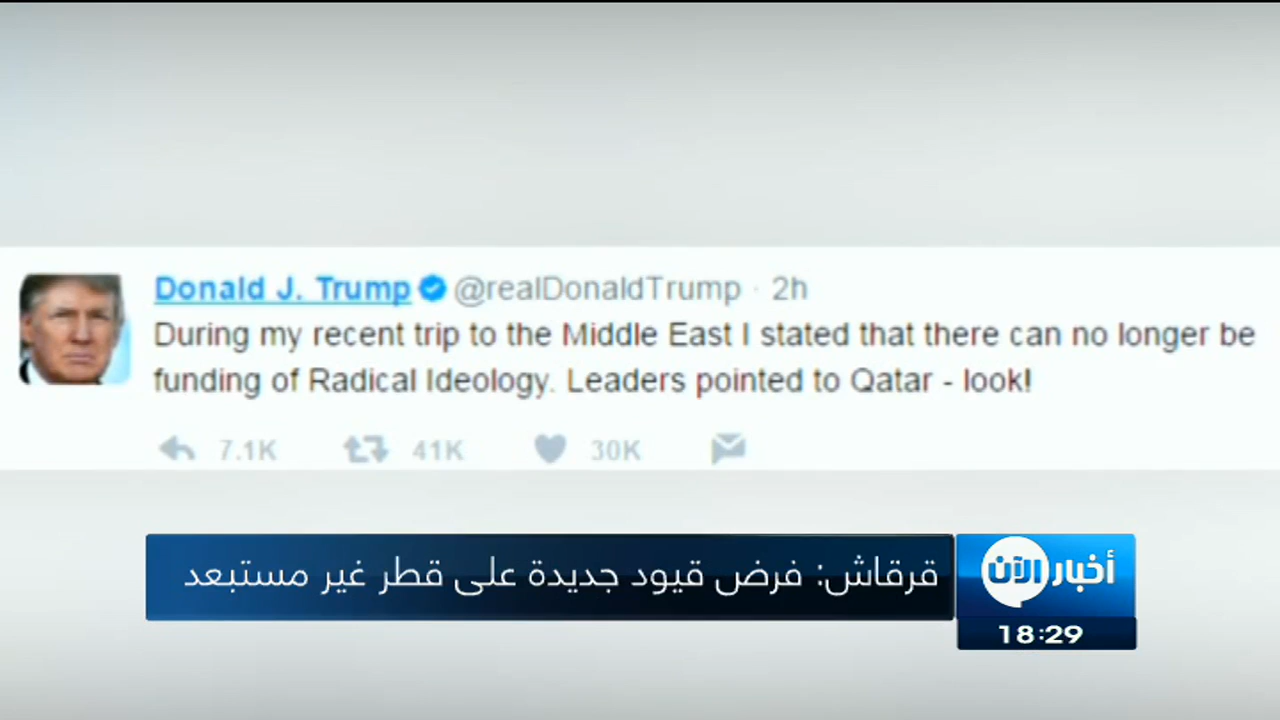 Donald J. Trump @realDonaldTrump · 2h
During my recent trip to the Middle East I stated that there can no longer be
funding of Radical Ideology. Leaders pointed to Qatar - look!
7.1K 41K 30K
قرقاش: فرض قيود جديدة على قطر غير مستبعد
أخبار الآن
18:29